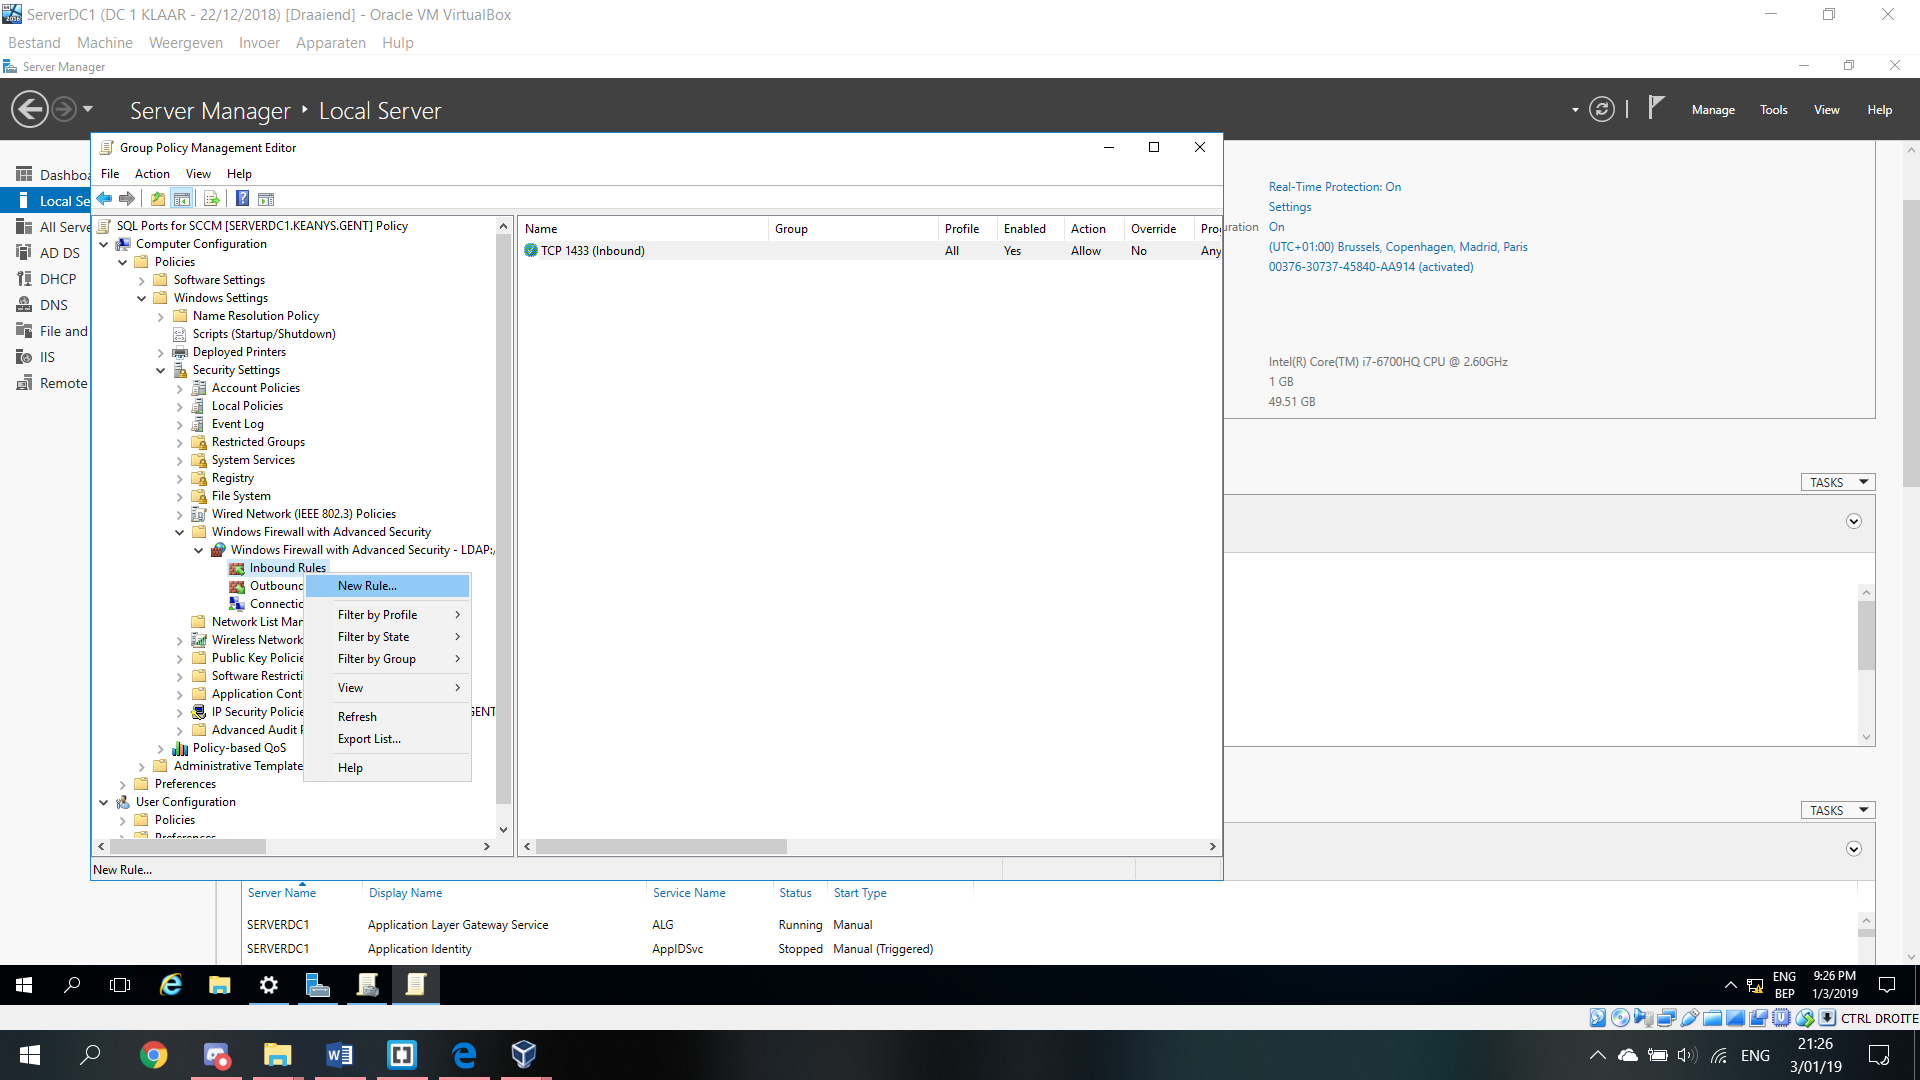 ServerDC1 (DC 1 KLAAR - 22/12/2018) [Draaiend] - Oracle VM VirtualBox
Bestand Machine Weergeven Invoer Apparaten Hulp
Server Manager
Server Manager Local Server
Manage Tools View Help
Local Se
All Serve
AD DS
DHCP
DNS
File and
IIS
Remote
Group Policy Management Editor
File Action View Help
SQL Ports for SCCM [SERVERDC1.KEANYS.GENT] Policy
Computer Configuration
Policies
Software Settings
Windows Settings
Name Resolution Policy
Scripts (Startup/Shutdown)
Deployed Printers
Security Settings
Account Policies
Local Policies
Event Log
Restricted Groups
System Services
Registry
File System
Wired Network (IEEE 802.3) Policies
Windows Firewall with Advanced Security
Windows Firewall with Advanced Security - LDAP:/
Inbound Rules
Outbound
Connectio
Network List Man
Wireless Network
Public Key Policie
Software Restricti
Application Cont
IP Security Policie GENT
Advanced Audit
Policy-based QoS
Administrative Template
Preferences
User Configuration
Policies
Preferences
New Rule...
Filter by Profile
Filter by State
Filter by Group
View
Refresh
Export List...
Help
Name Group Profile Enabled Action Override Pro
TCP 1433 (Inbound) All Yes Allow No Any
New Rule...
Real-Time Protection: On
Settings
uration On
(UTC+01:00) Brussels, Copenhagen, Madrid, Paris
00376-30737-45840-AA914 (activated)
Intel(R) Core(TM) i7-6700HQ CPU @ 2.60GHz
1 GB
49.51 GB
TASKS
TASKS
Server Name Display Name Service Name Status Start Type
SERVERDC1 Application Layer Gateway Service ALG Running Manual
SERVERDC1 Application Identity AppIDSvc Stopped Manual (Triggered)
ENG
BEP
9:26 PM
1/3/2019
CTRL DROITE
ENG
21:26
3/01/19